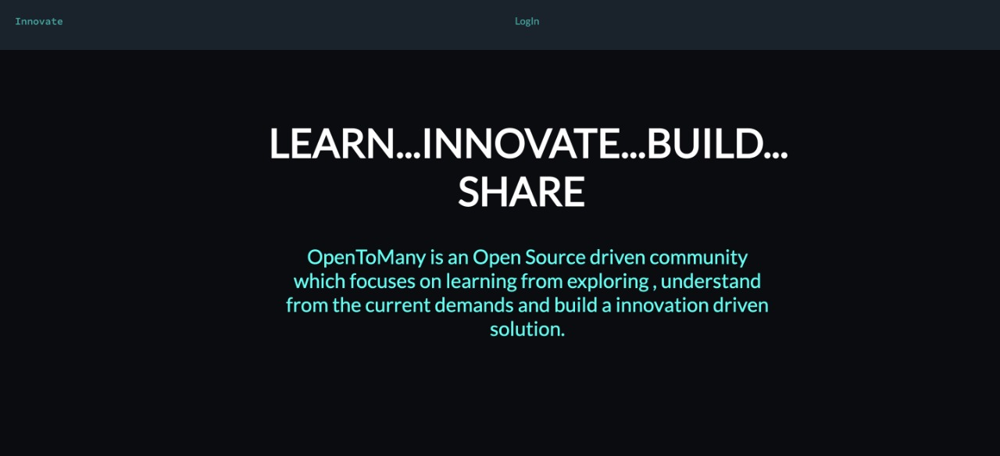 Innovate
LogIn
LEARN...INNOVATE...BUILD...
SHARE
OpenToMany is an Open Source driven community
which focuses on learning from exploring , understand
from the current demands and build a innovation driven
solution.